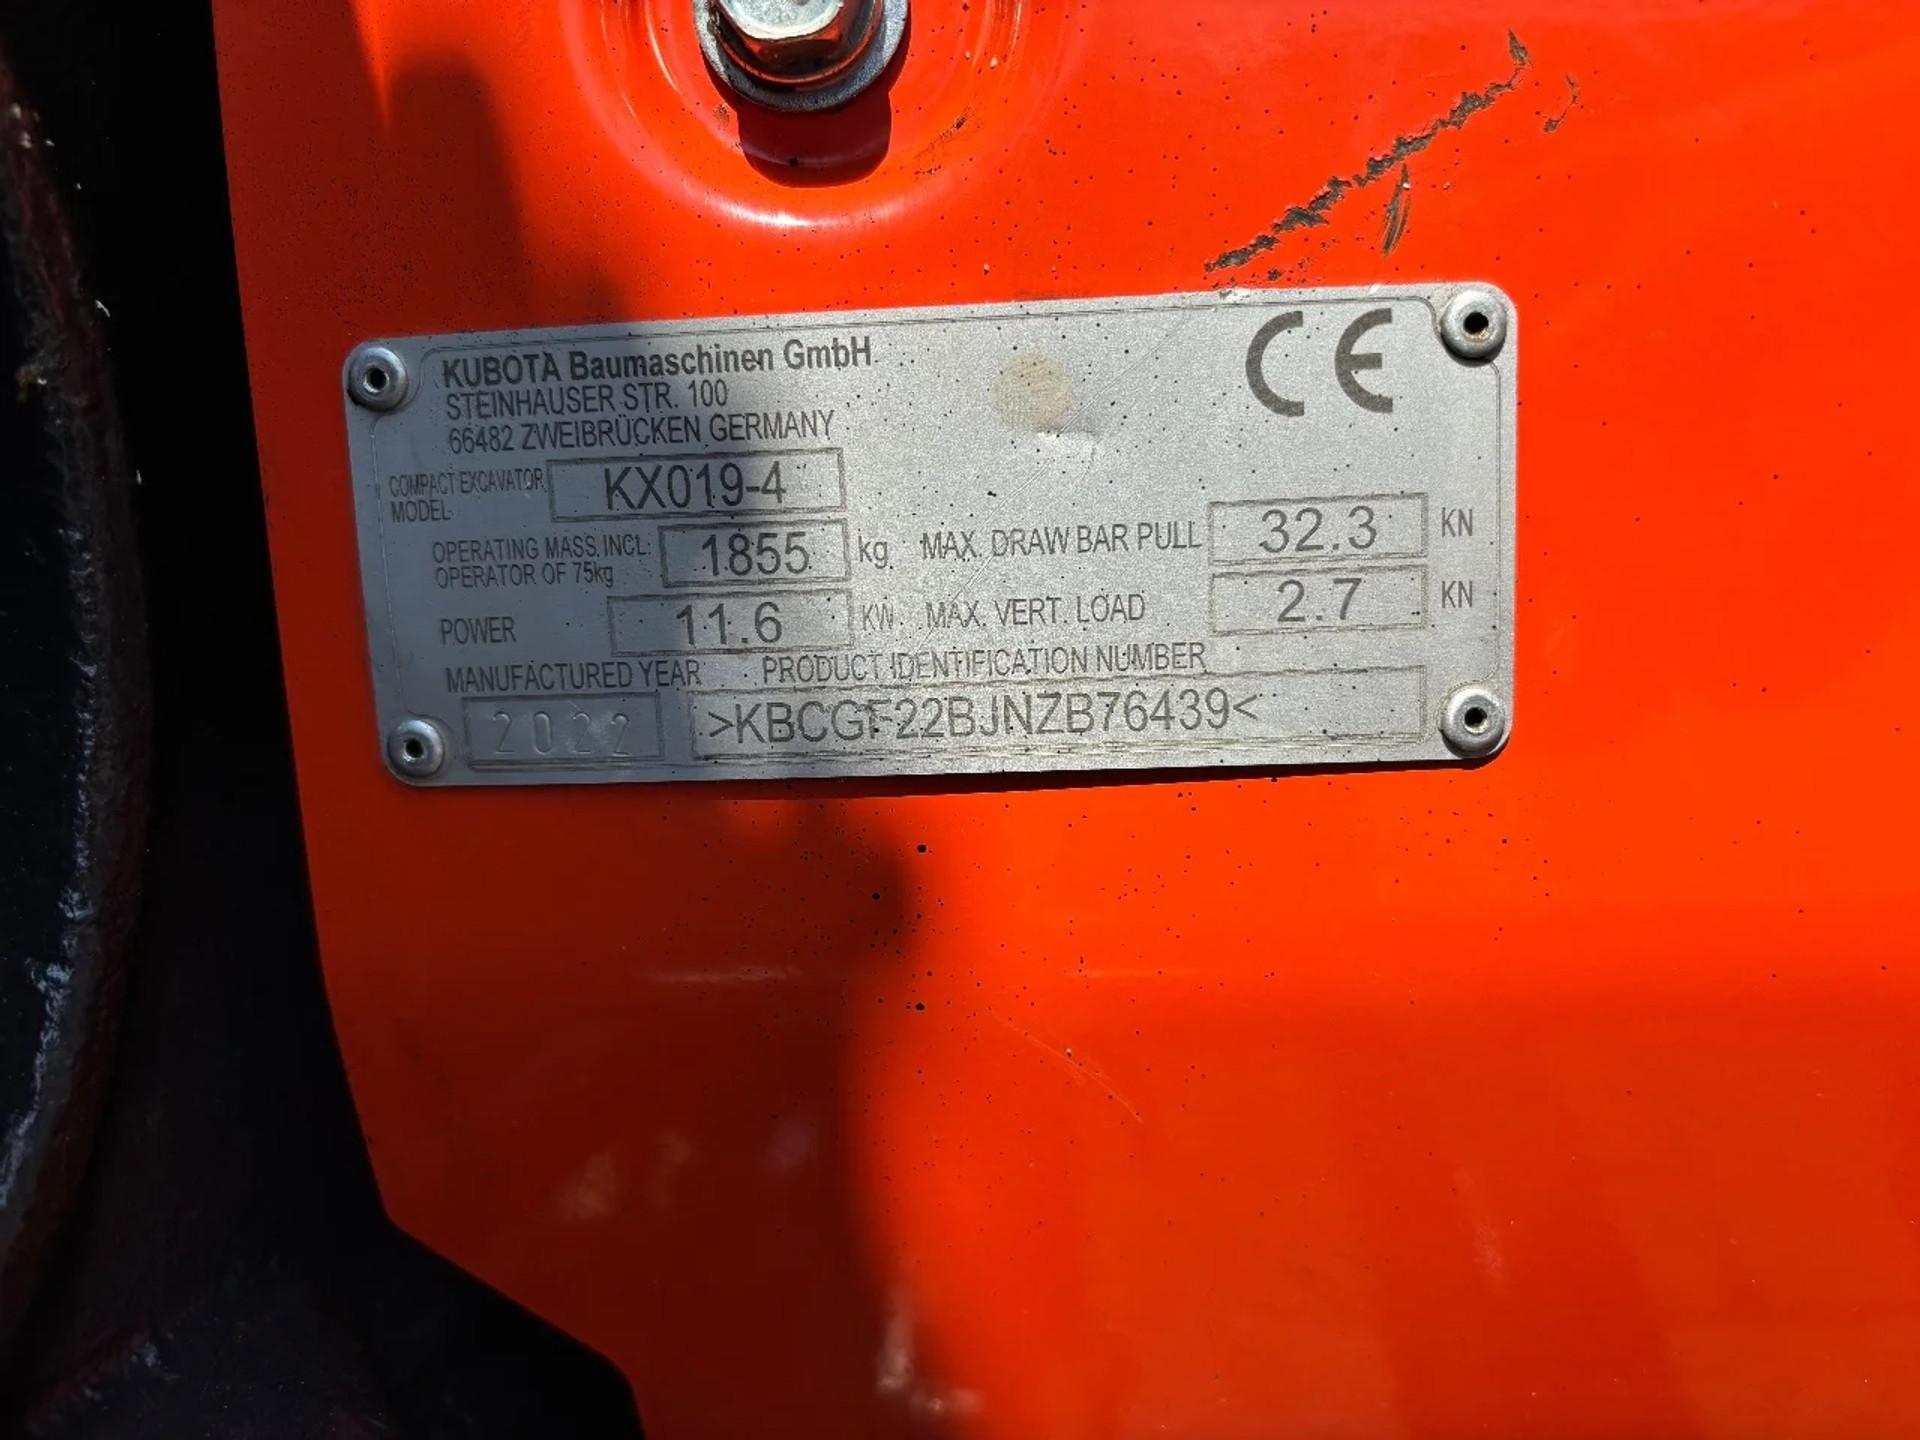 KUBOTA Baumaschinen GmbH
STEINHAUSER STR. 100
66482 ZWEIBRÜCKEN GERMANY
CE
COMPACT EXCAVATOR MODEL KX019-4
OPERATING MASS INCL. OPERATOR OF 75kg 1855 kg MAX. DRAW BAR PULL 32.3 KN
POWER 11.6 KW MAX. VERT. LOAD 2.7 KN
MANUFACTURED YEAR PRODUCT IDENTIFICATION NUMBER
2022 >KBCGF22BJNZB76439<